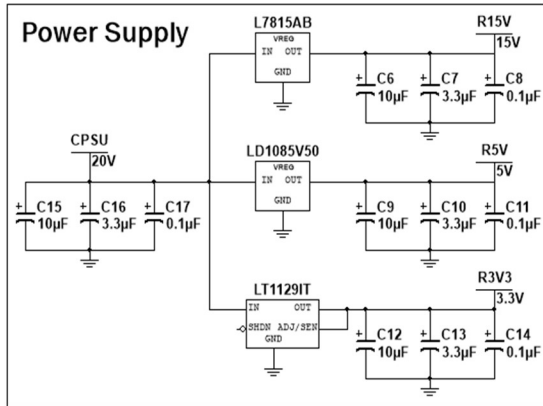 Power Supply
L7815AB
VREG
IN OUT
GND
R15V
15V
C6
10µF
C7
3.3µF
C8
0.1µF
CPSU
20V
C15
10µF
C16
3.3µF
C17
0.1µF
LD1085V50
VREG
IN OUT
GND
R5V
5V
C9
10µF
C10
3.3µF
C11
0.1µF
LT1129IT
IN OUT
SHDN ADJ/SEN
GND
R3V3
3.3V
C12
10µF
C13
3.3µF
C14
0.1µF